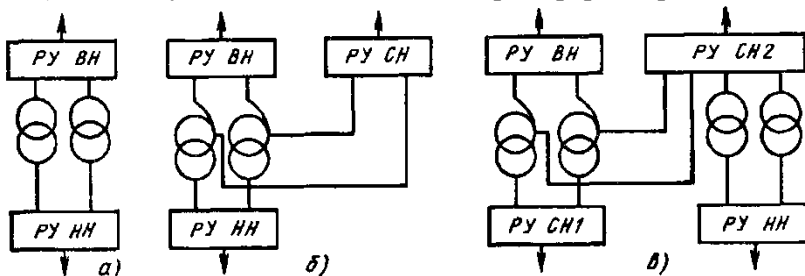 РУ ВН
РУ НН
а)
РУ ВН
РУ СН
РУ НН
б)
РУ ВН
РУ СН2
РУ СН1
РУ НН
в)